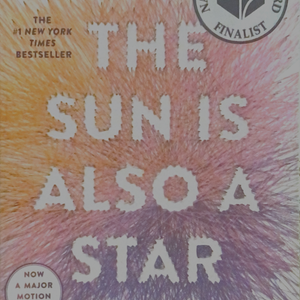 THE
#1 NEW YORK
TIMES
BESTSELLER
FINALIST
THE
SUN IS
ALSO A
STAR
NOW
A MAJOR
MOTION